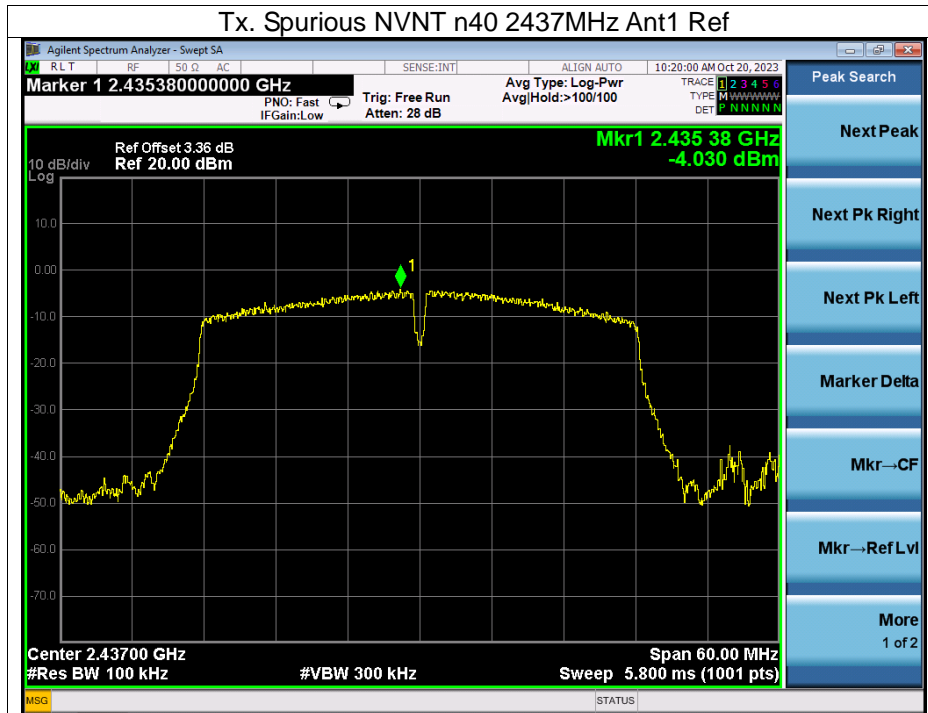 Tx. Spurious NVNT n40 2437MHz Ant1 Ref
Agilent Spectrum Analyzer - Swept SA
LXI RL T RF 50 Ω AC SENSE:INT ALIGN AUTO 10:20:00 AM Oct 20, 2023
Marker 1 2.435380000000 GHz
PNO: Fast
IFGain:Low
Trig: Free Run
Atten: 28 dB
Avg Type: Log-Pwr
Avg|Hold:>100/100
TRACE 1 2 3 4 5 6
TYPE M WWWWW
DET P N N N N N
Ref Offset 3.36 dB
10 dB/div Ref 20.00 dBm
Log
Mkr1 2.435 38 GHz
-4.030 dBm
10.0
0.00
-10.0
-20.0
-30.0
-40.0
-50.0
-60.0
-70.0
1
Center 2.43700 GHz Span 60.00 MHz
#Res BW 100 kHz #VBW 300 kHz Sweep 5.800 ms (1001 pts)
MSG STATUS
Peak Search
Next Peak
Next Pk Right
Next Pk Left
Marker Delta
Mkr→CF
Mkr→Ref Lvl
More
1 of 2